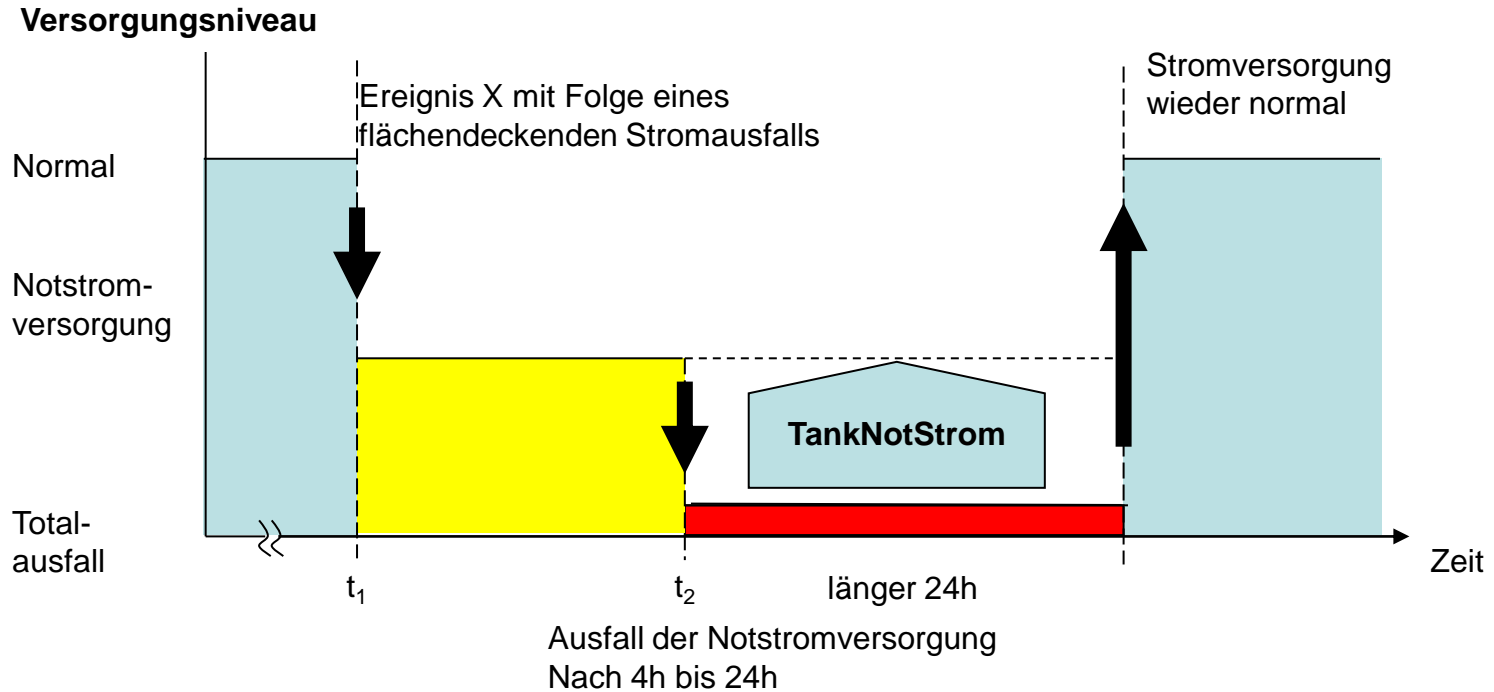 Versorgungsniveau
Ereignis X mit Folge eines
flächendeckenden Stromausfalls
Stromversorgung
wieder normal
Normal
Notstrom-
versorgung
TankNotStrom
Total-
ausfall
Zeit
t₁
t₂
länger 24h
Ausfall der Notstromversorgung
Nach 4h bis 24h